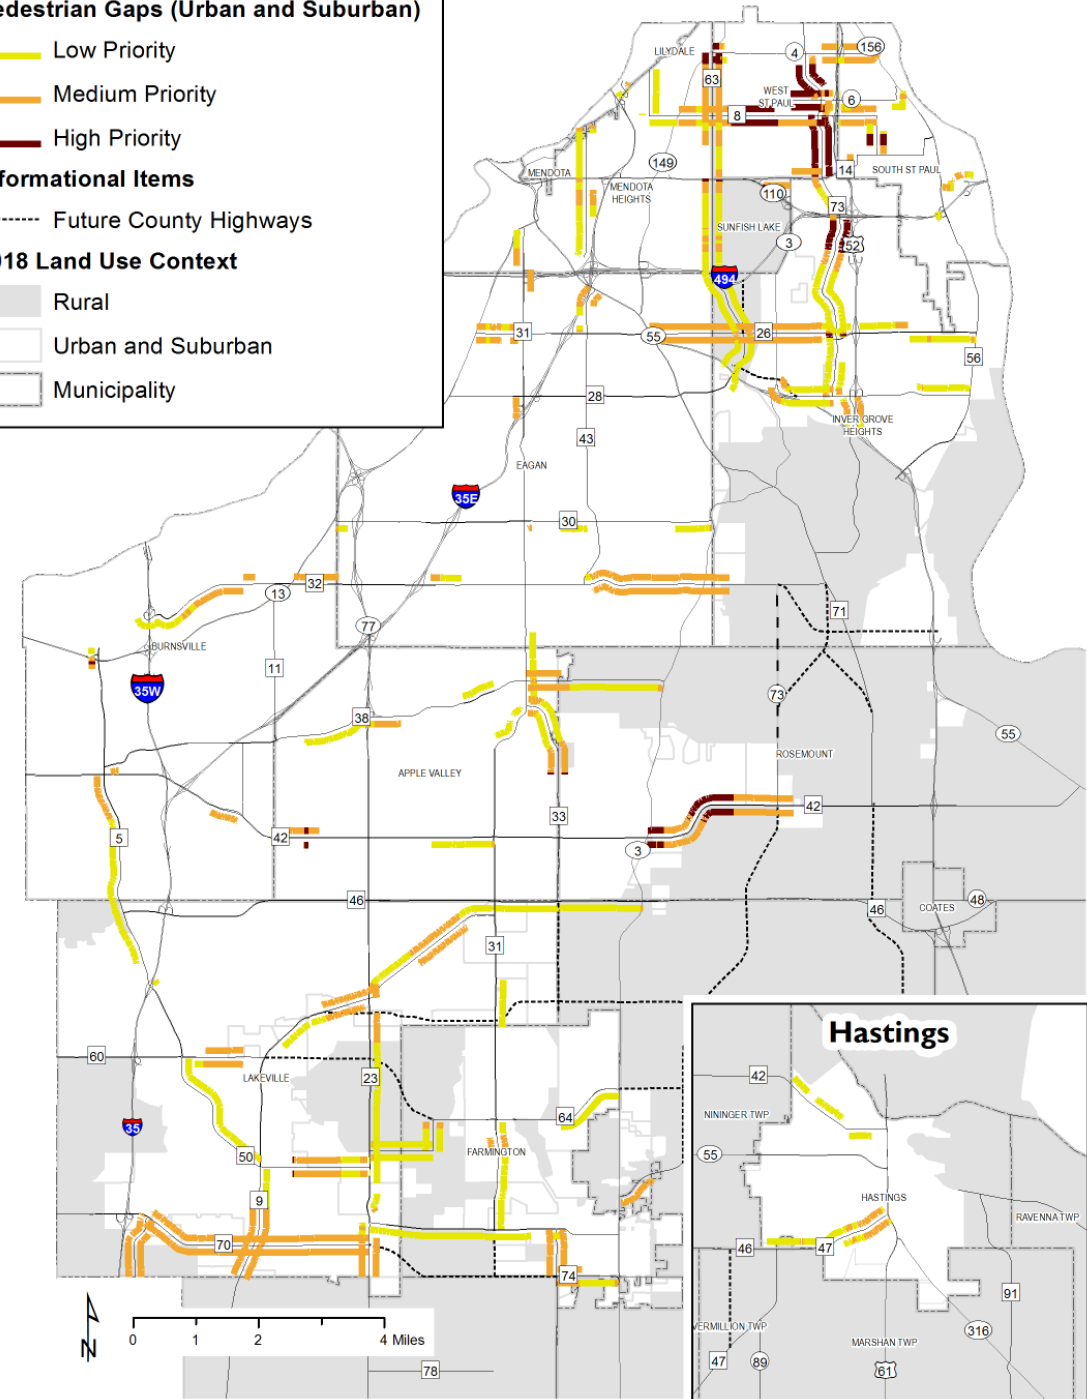 edestrian Gaps (Urban and Suburban)
Low Priority
Medium Priority
High Priority
formational Items
Future County Highways
018 Land Use Context
Rural
Urban and Suburban
Municipality
LILYDALE
4
156
63
WEST
ST PAUL
6
8
149
MENDOTA
MENDOTA
HEIGHTS
14
SOUTH ST PAUL
110
73
SUNFISH LAKE
3
52
494
31
55
26
56
28
INVER GROVE
HEIGHTS
43
EAGAN
35E
30
32
13
71
77
BURNSVILLE
11
35W
73
38
55
ROSEMOUNT
APPLE VALLEY
42
33
5
42
3
46
46
COATES
48
31
60
LAKEVILLE
23
35
64
50
FARMINGTON
9
70
74
N
0
1
2
4 Miles
78
Hastings
42
NININGER TWP
55
HASTINGS
RAVENNA TWP
46
47
91
VERMILLION TWP
316
MARSHAN TWP
47
89
61